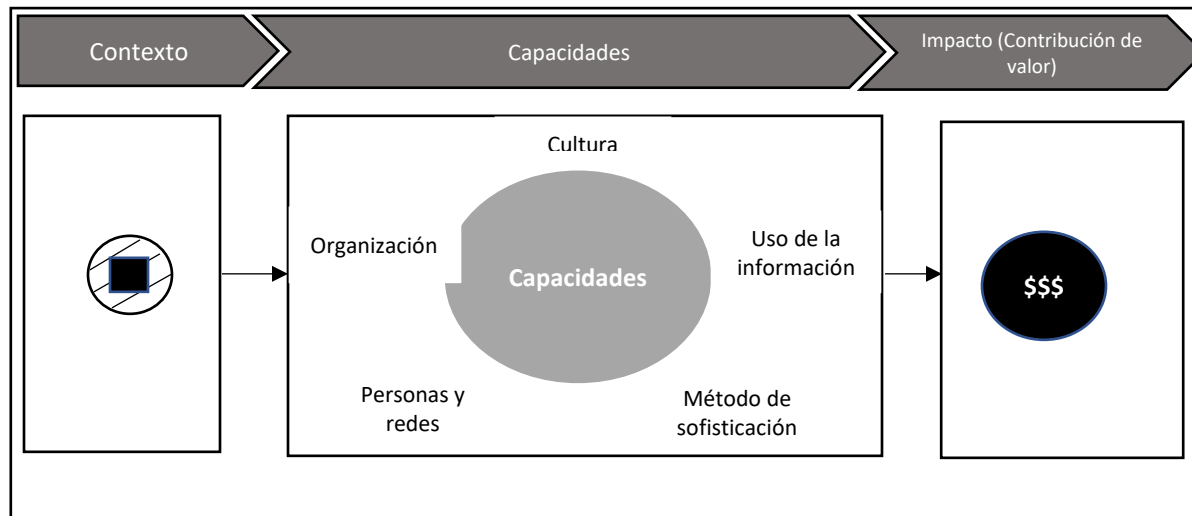 Contexto
Capacidades
Impacto (Contribución de
valor)
Cultura
Organización
Uso de la
información
Capacidades
$$$
Personas y
redes
Método de
sofisticación